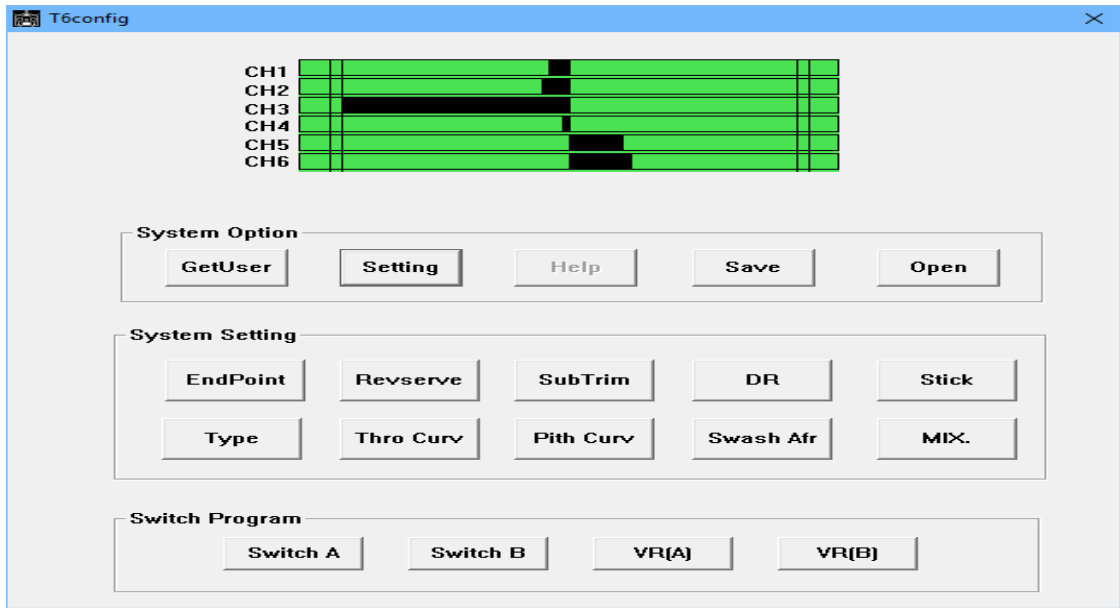 T6config
CH1
CH2
CH3
CH4
CH5
CH6
System Option
GetUser Setting Help Save Open
System Setting
EndPoint Revserve SubTrim DR Stick
Type Thro Curv Pith Curv Swash Afr MIX.
Switch Program
Switch A Switch B VR(A) VR(B)